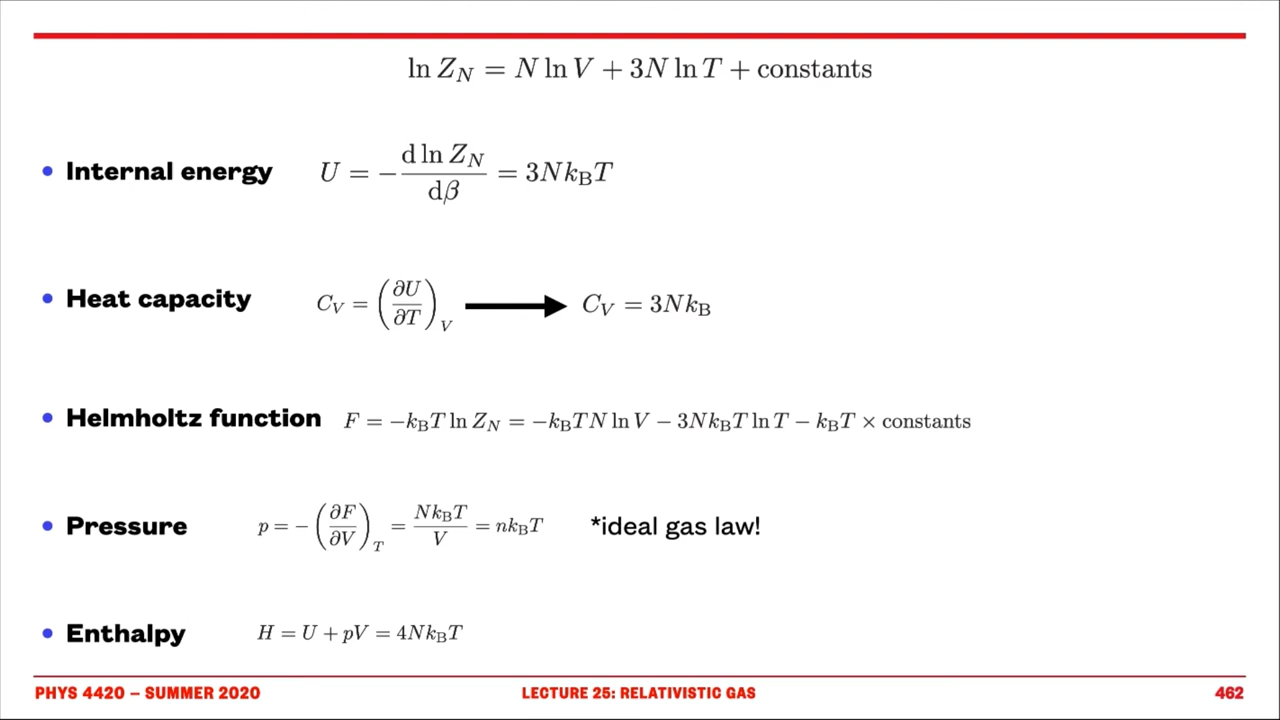 ln Z_N = N ln V + 3N ln T + constants
• Internal energy U = −d ln Z_N/dβ = 3Nk_BT
• Heat capacity C_V = (∂U/∂T)_V ⟶ C_V = 3Nk_B
• Helmholtz function F = −k_BT ln Z_N = −k_BTN ln V − 3Nk_BT ln T − k_BT × constants
• Pressure p = −(∂F/∂V)_T = Nk_BT/V = nk_BT *ideal gas law!
• Enthalpy H = U + pV = 4Nk_BT
PHYS 4420 – SUMMER 2020 LECTURE 25: RELATIVISTIC GAS 462